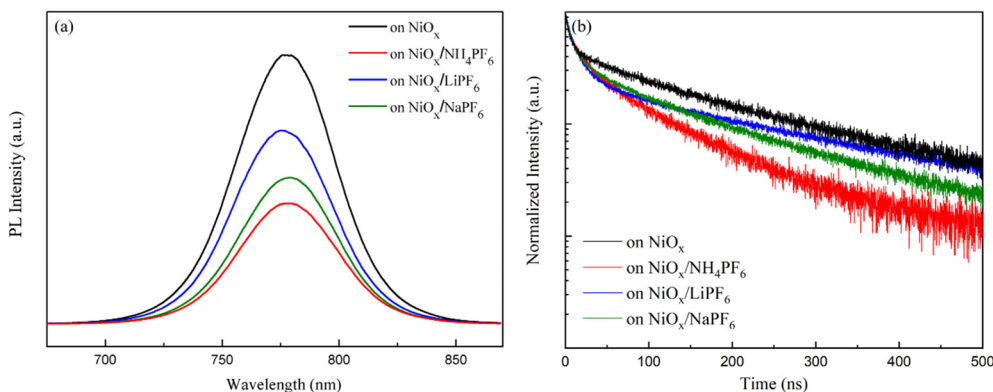 (a)
on NiOₓ
on NiOₓ/NH₄PF₆
on NiOₓ/LiPF₆
on NiOₓ/NaPF₆
PL Intensity (a.u.)
700 750 800 850
Wavelength (nm)
(b)
Normalized Intensity (a.u.)
on NiOₓ
on NiOₓ/NH₄PF₆
on NiOₓ/LiPF₆
on NiOₓ/NaPF₆
0 100 200 300 400 500
Time (ns)